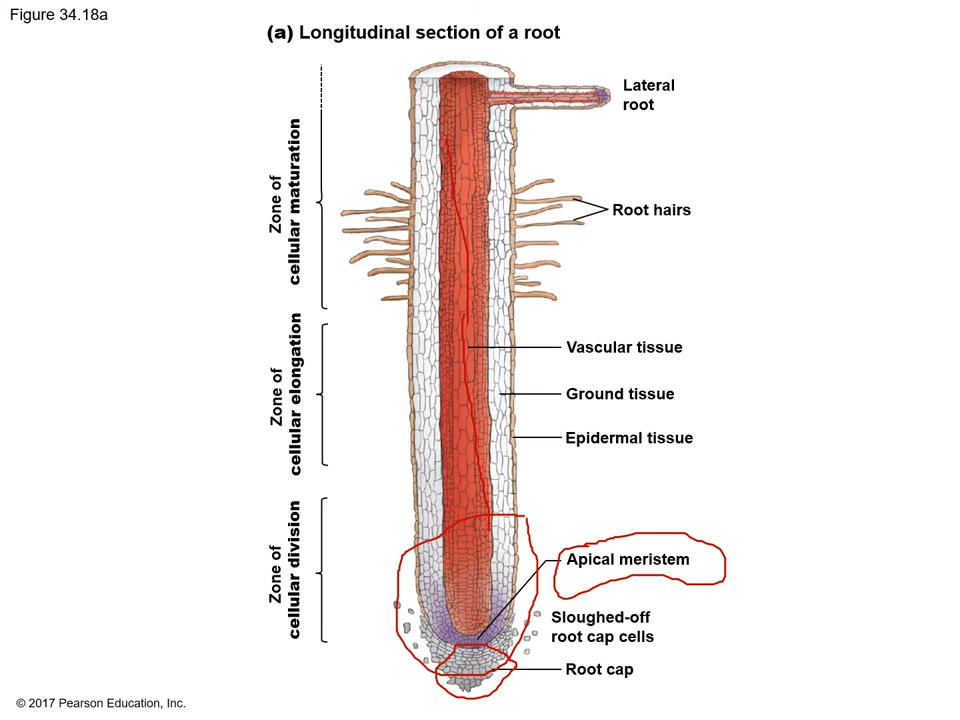 Figure 34.18a
(a) Longitudinal section of a root
Lateral
root
Zone of
cellular maturation
Root hairs
Zone of
cellular elongation
Vascular tissue
Ground tissue
Epidermal tissue
Zone of
cellular division
Apical meristem
Sloughed-off
root cap cells
Root cap
© 2017 Pearson Education, Inc.